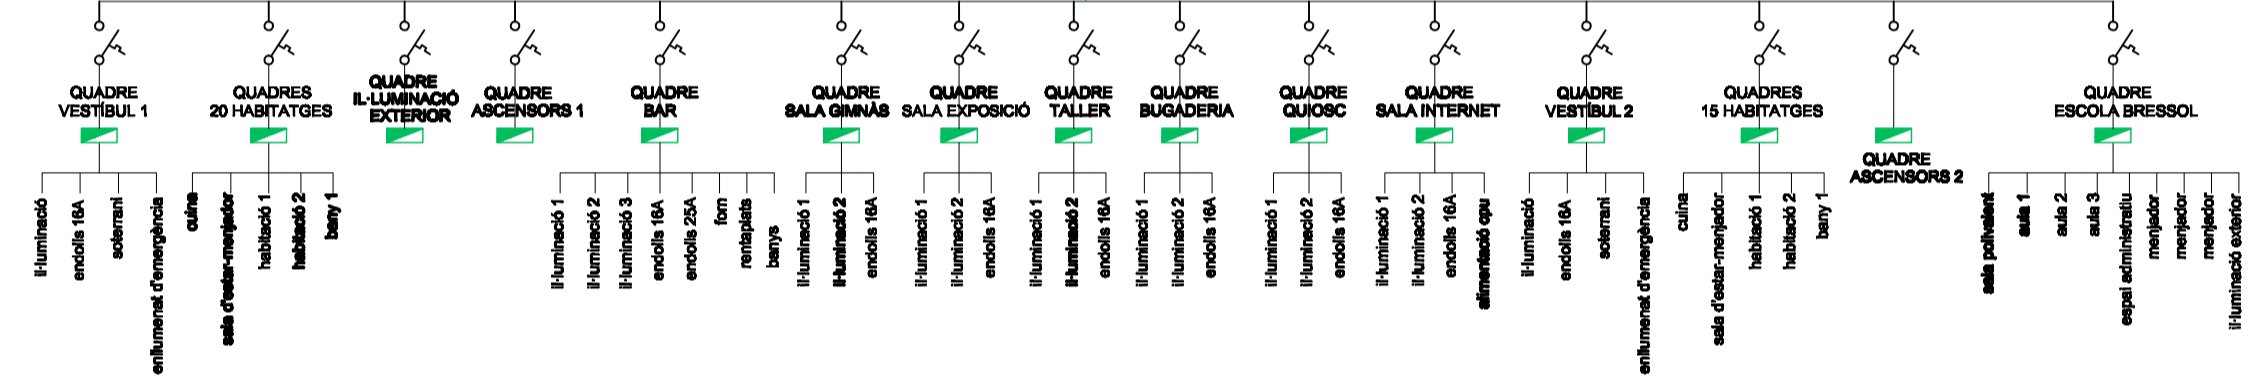 QUADRE
VESTÍBUL 1
il·luminació
endolls 16A
soterrani
enllumenat d'emergència
QUADRES
20 HABITATGES
cuina
sala d'estar-menjador
habitació 1
habitació 2
bany 1
QUADRE
IL·LUMINACIÓ
EXTERIOR
QUADRE
ASCENSORS 1
QUADRE
BAR
il·luminació 1
il·luminació 2
il·luminació 3
endolls 16A
endolls 25A
forn
rentaplats
banys
QUADRE
SALA GIMNÀS
il·luminació 1
il·luminació 2
endolls 16A
QUADRE
SALA EXPOSICIÓ
il·luminació 1
il·luminació 2
endolls 16A
QUADRE
TALLER
il·luminació 1
il·luminació 2
endolls 16A
QUADRE
BUGADERIA
il·luminació 1
il·luminació 2
endolls 16A
QUADRE
QUIOSC
il·luminació 1
il·luminació 2
endolls 16A
QUADRE
SALA INTERNET
il·luminació 1
il·luminació 2
endolls 16A
alimentació cpu
QUADRE
VESTÍBUL 2
il·luminació
endolls 16A
soterrani
enllumenat d'emergència
QUADRES
15 HABITATGES
cuina
sala d'estar-menjador
habitació 1
habitació 2
bany 1
QUADRE
ASCENSORS 2
QUADRE
ESCOLA BRESSOL
sala polivalent
aula 1
aula 2
aula 3
espai administratiu
menjador
menjador
menjador
il·luminació exterior